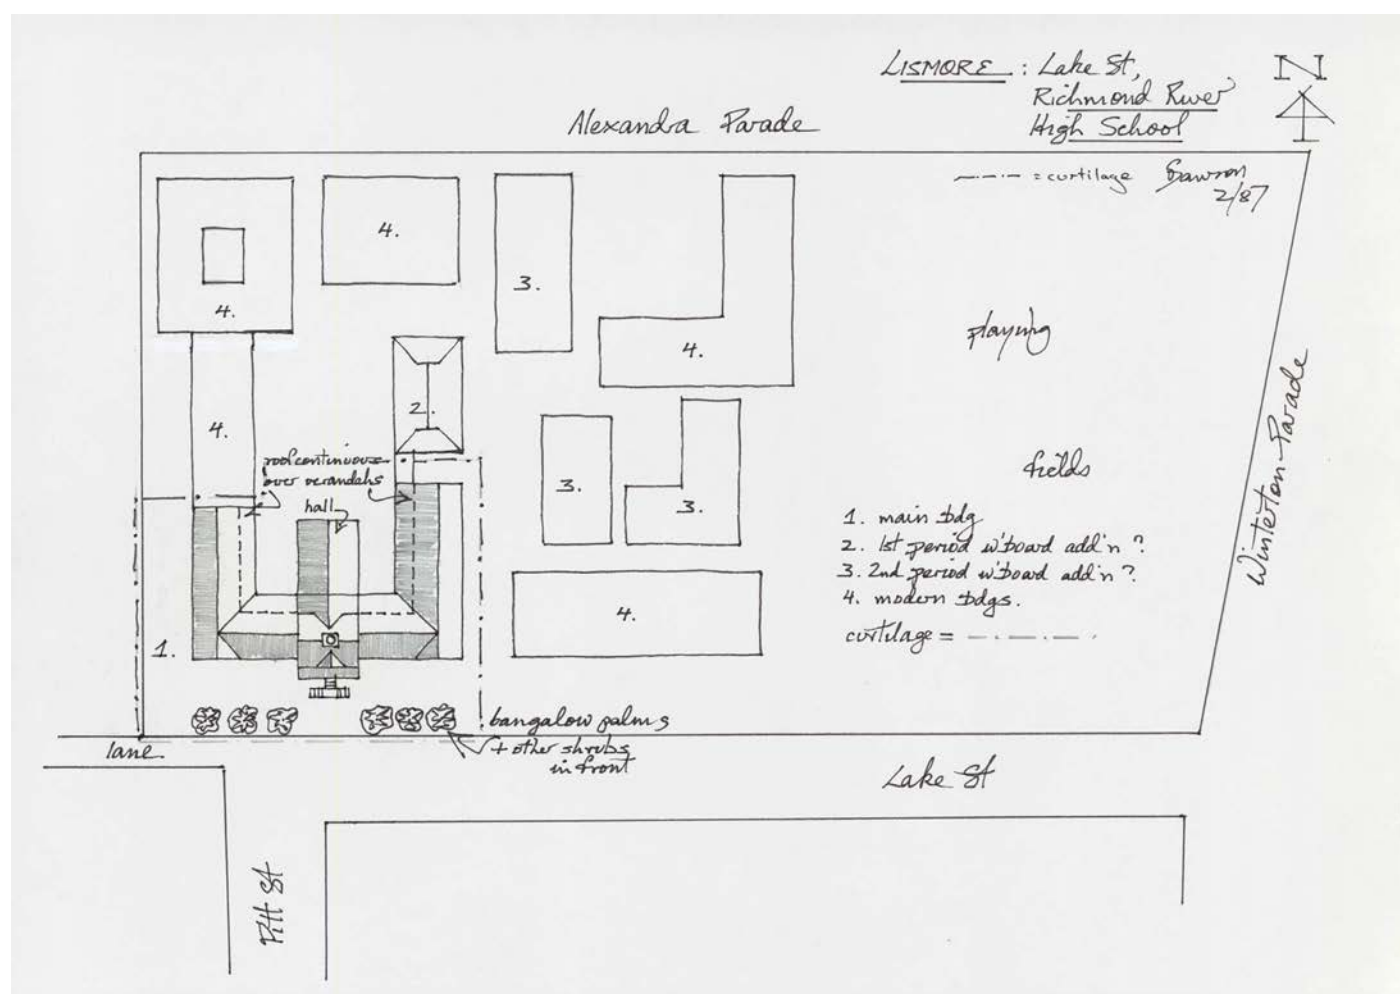 LISMORE : Lake St,
Richmond River
High School
N
Alexandra Parade
= curtilage
2/87
4.
3.
4.
4.
playing
4.
2.
Winterton Parade
4.
roof continuous
over verandahs
fields
3.
3.
hall
1. main bdg
2. 1st period w'board add'n ?
3. 2nd period w'board add'n ?
4. modern bdgs.
curtilage =
4.
1.
bangalow palms
+ other shrubs
in front
lane
Lake St
Pitt St